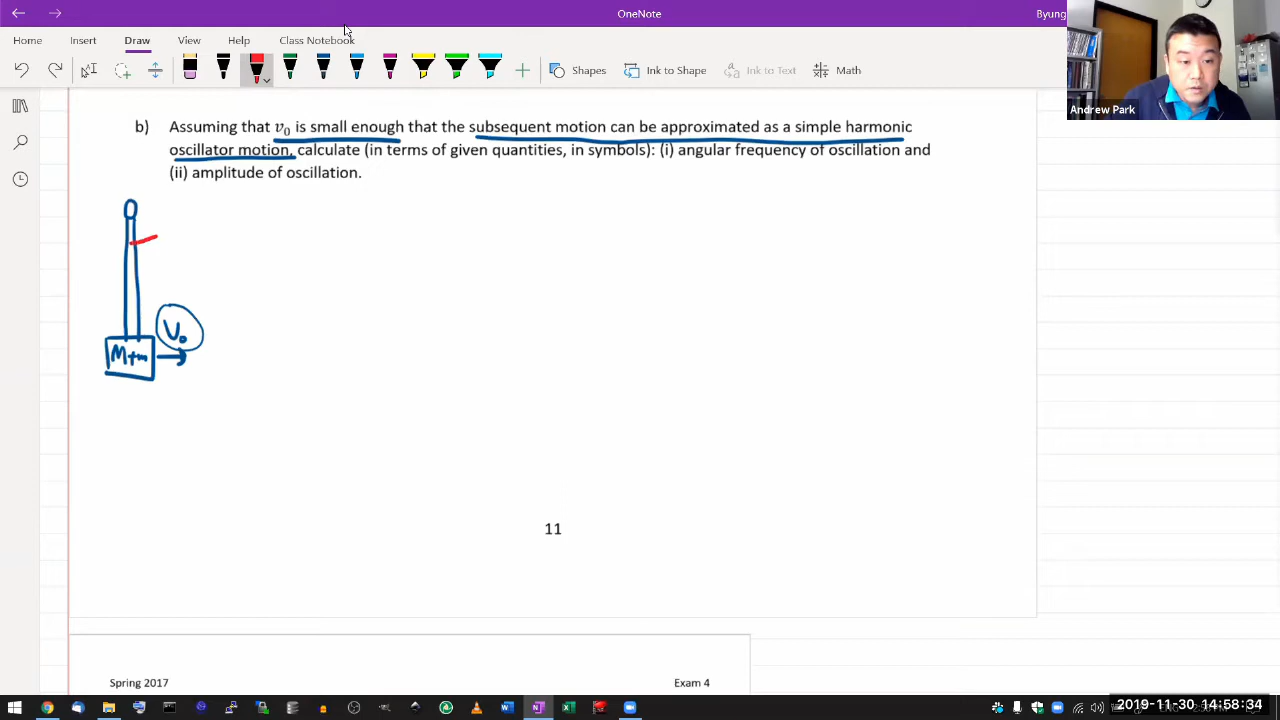 OneNote
Byung
Home Insert Draw View Help Class Notebook
Shapes Ink to Shape Ink to Text Math
Andrew Park
b) Assuming that v₀ is small enough that the subsequent motion can be approximated as a simple harmonic
oscillator motion, calculate (in terms of given quantities, in symbols): (i) angular frequency of oscillation and
(ii) amplitude of oscillation.
V₀
M+m
11
Spring 2017 Exam 4
2019-11-30 14:58:34